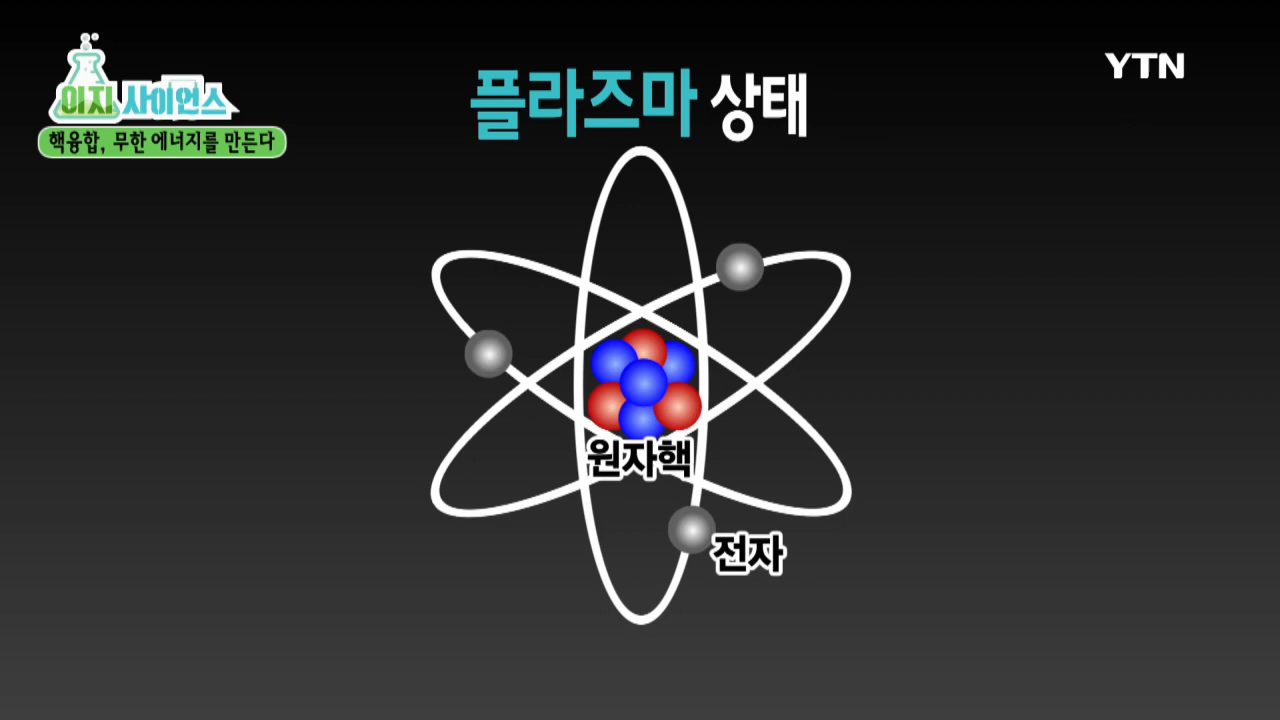 이지 사이언스
핵융합, 무한 에너지를 만든다
YTN
플라즈마 상태
원자핵
전자